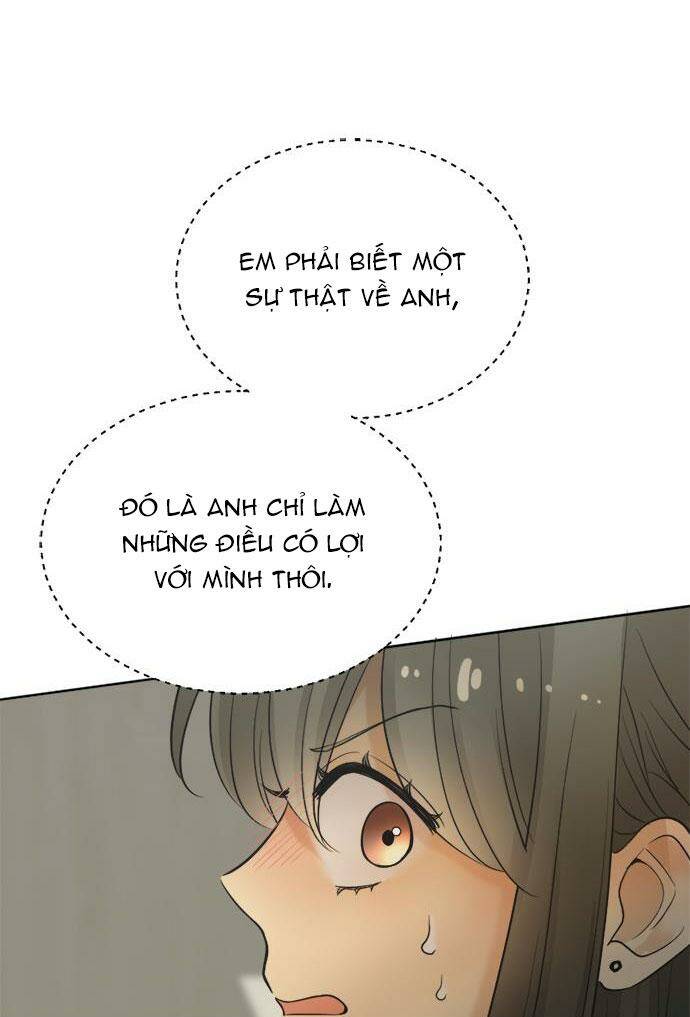 EM PHẢI BIẾT MỘT
SỰ THẬT VỀ ANH,
ĐÓ LÀ ANH CHỈ LÀM
NHỮNG ĐIỀU CÓ LỢI
VỚI MÌNH THÔI.